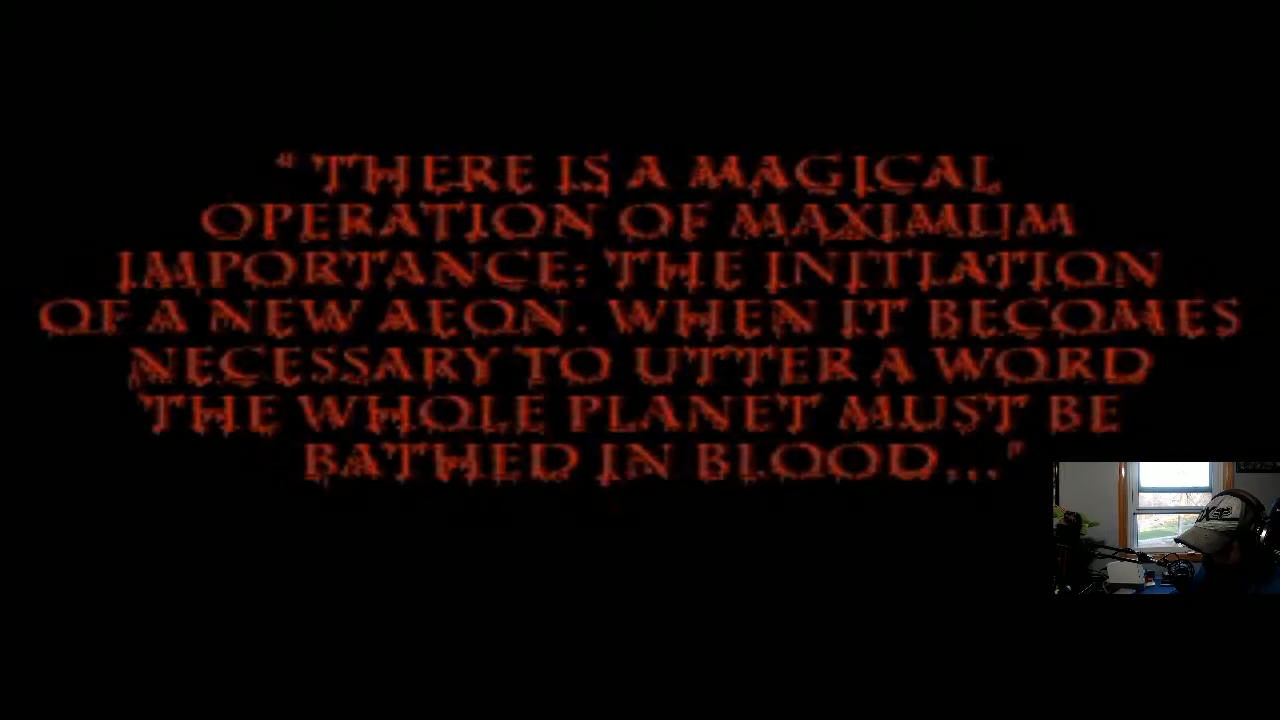 " THERE IS A MAGICAL
OPERATION OF MAXIMUM
IMPORTANCE: THE INITIATION
OF A NEW AEON. WHEN IT BECOMES
NECESSARY TO UTTER A WORD
THE WHOLE PLANET MUST BE
BATHED IN BLOOD..."